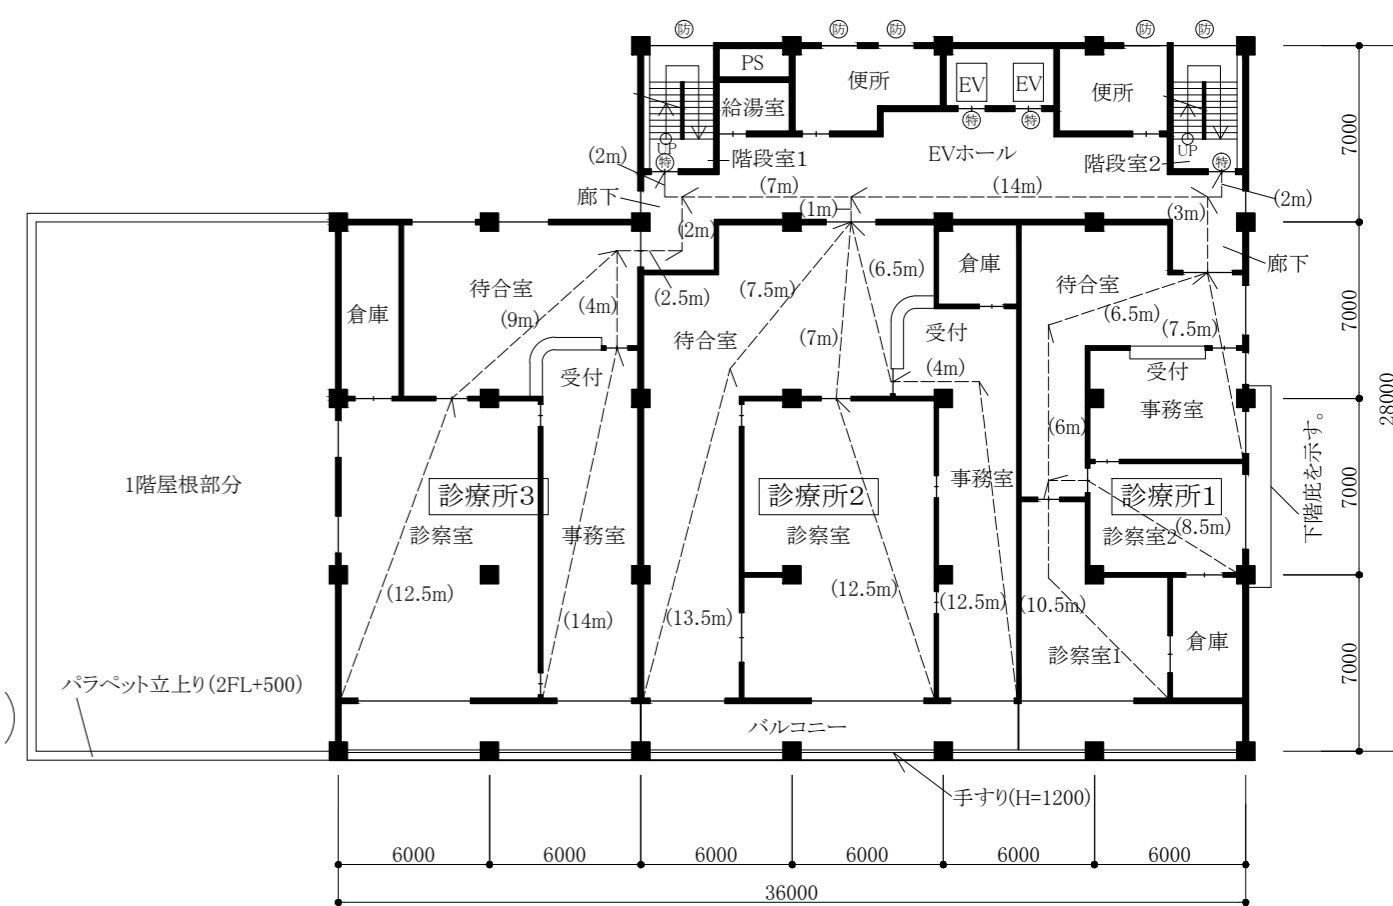 防
防
防
防
防
PS
便所
EV
EV
便所
給湯室
特
特
UP
UP
特
特
階段室1
EVホール
階段室2
(2m)
(7m)
(14m)
(2m)
廊下
(1m)
(3m)
(2m)
廊下
倉庫
待合室
(2.5m)
(4m)
(9m)
(7.5m)
(6.5m)
倉庫
待合室
(6.5m)
(7.5m)
待合室
(7m)
受付
(4m)
受付
受付
事務室
(6m)
1階屋根部分
診療所3
診療所2
診療所1
事務室
診察室
事務室
診察室
診察室2
(8.5m)
下階庇を示す。
(12.5m)
(14m)
(13.5m)
(12.5m)
(12.5m)
(10.5m)
診察室1
倉庫
パラペット立上り(2FL+500)
バルコニー
手すり(H=1200)
7000
7000
7000
7000
28000
6000
6000
6000
6000
6000
6000
36000